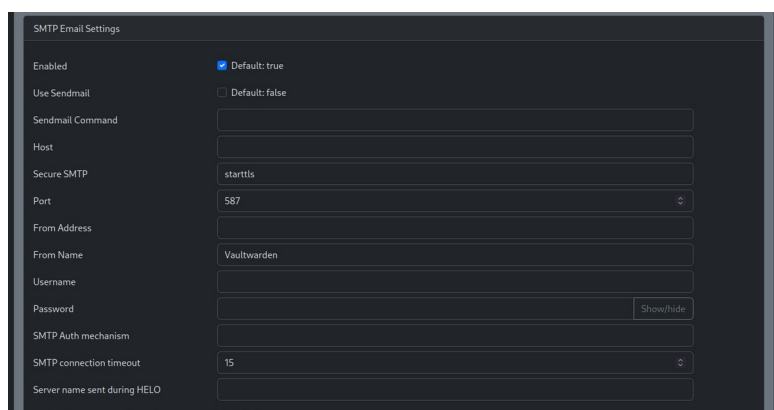 SMTP Email Settings
Enabled Default: true
Use Sendmail Default: false
Sendmail Command
Host
Secure SMTP starttls
Port 587
From Address
From Name Vaultwarden
Username
Password Show/hide
SMTP Auth mechanism
SMTP connection timeout 15
Server name sent during HELO